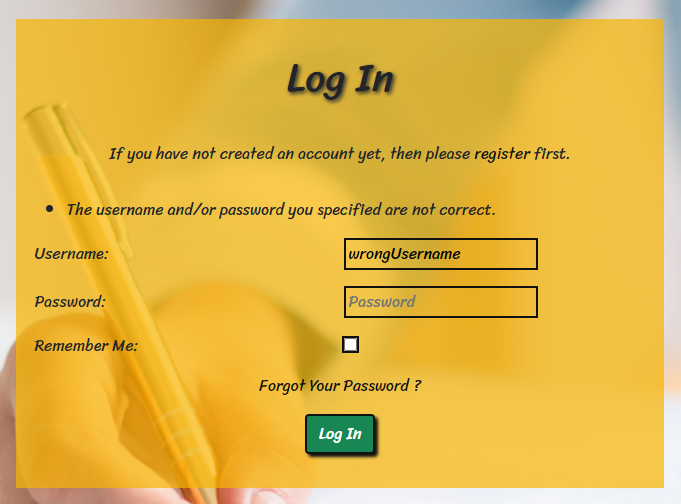 Log In
If you have not created an account yet, then please register first.
The username and/or password you specified are not correct.
Username: wrongUsername
Password: Password
Remember Me:
Forgot Your Password ?
Log In